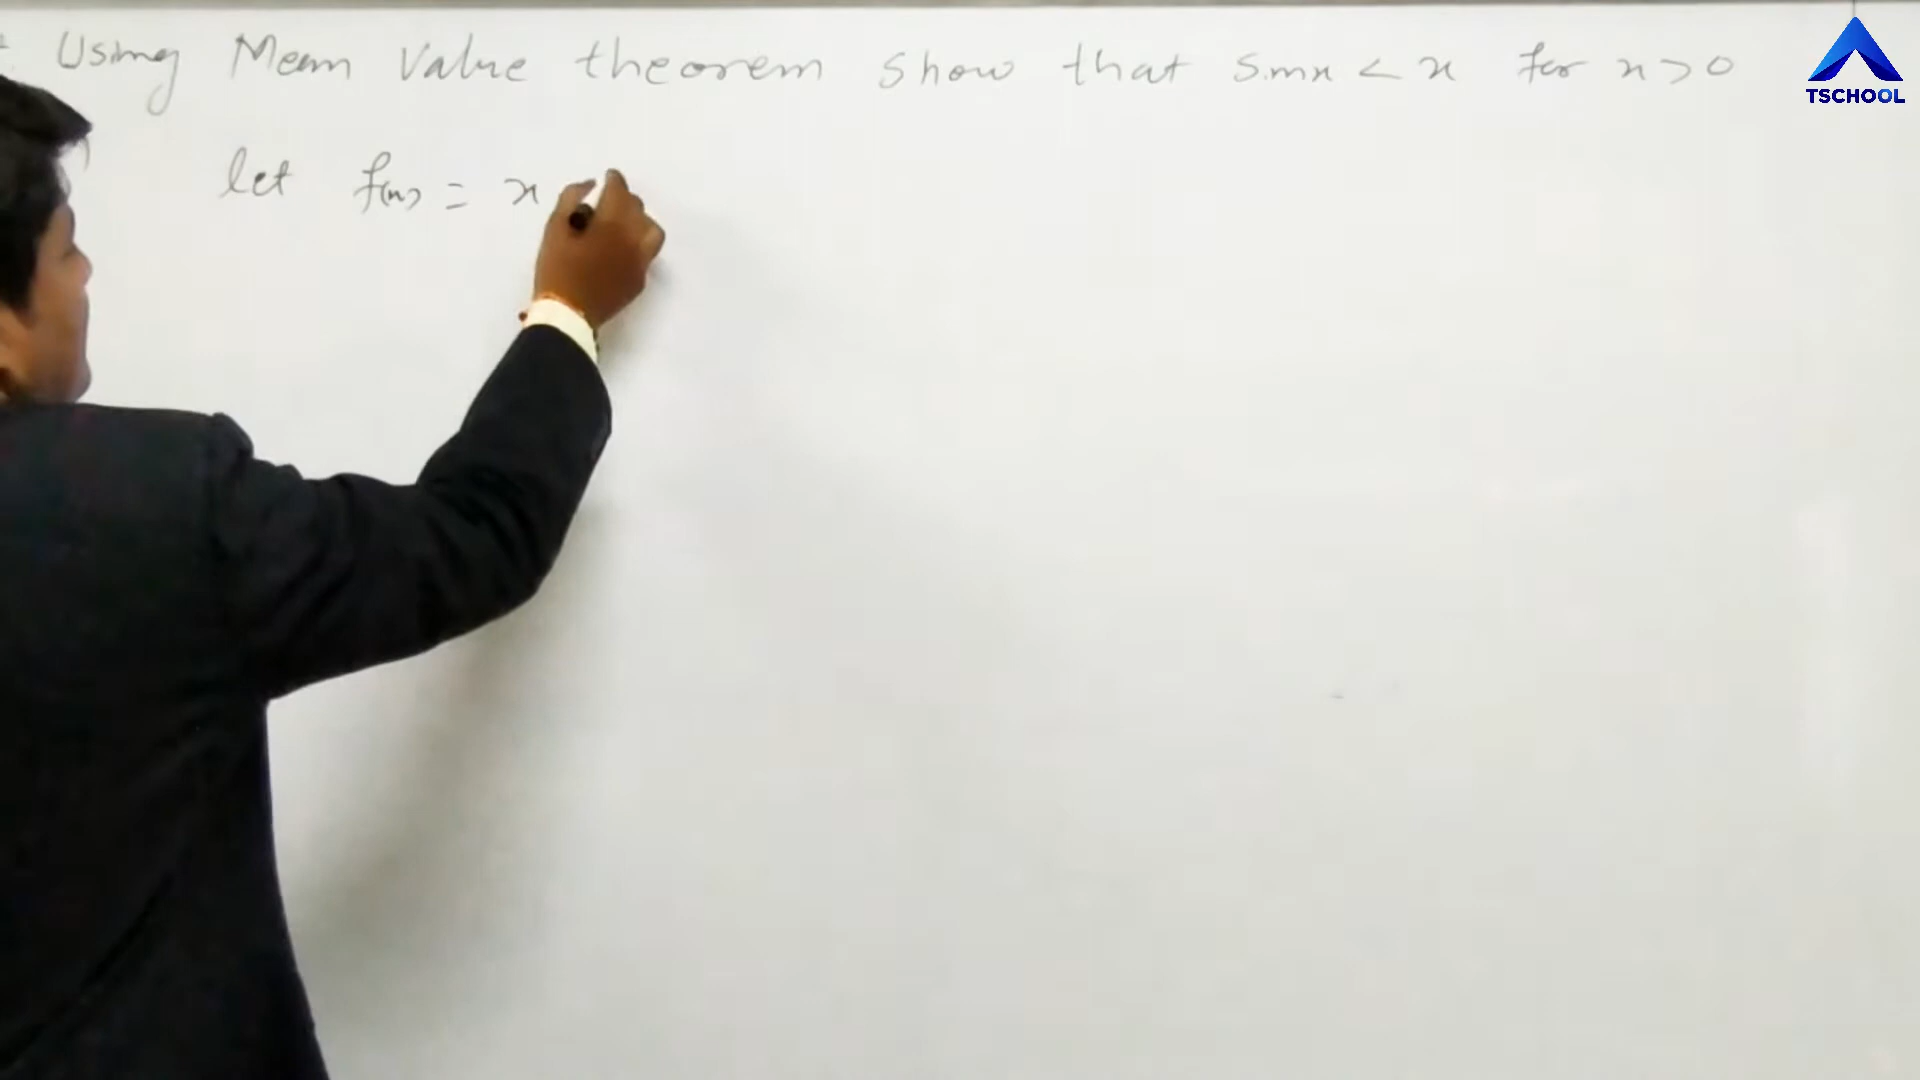 Using Mean Value theorem show that sinx < x for x > 0
TSCHOOL
let f(x) = x